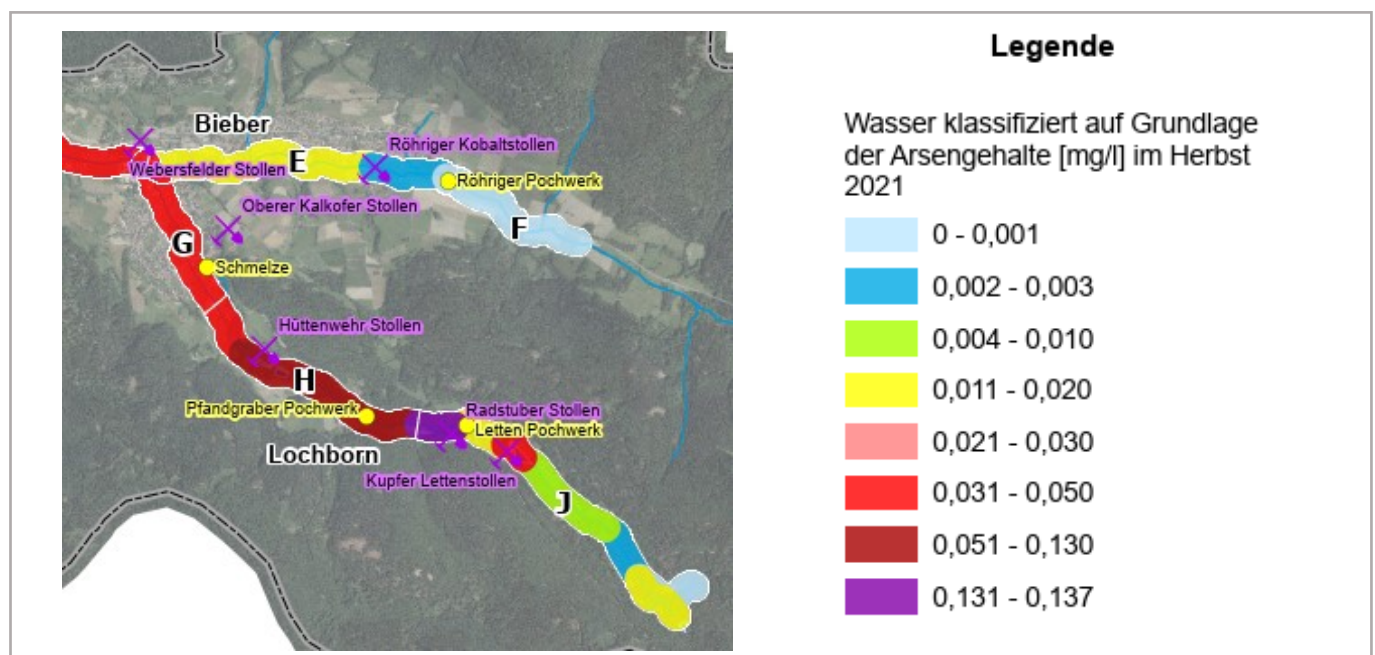 Bieber
Röhriger Kobaltstollen
E
Webersfelder Stollen
Röhriger Pochwerk
Oberer Kalkofer Stollen
F
G
Schmelze
Hüttenwehr Stollen
H
Pfandgraber Pochwerk
Radstuber Stollen
Letten Pochwerk
Lochborn
Kupfer Lettenstollen
J
Legende
Wasser klassifiziert auf Grundlage
der Arsengehalte [mg/l] im Herbst
2021
0 - 0,001
0,002 - 0,003
0,004 - 0,010
0,011 - 0,020
0,021 - 0,030
0,031 - 0,050
0,051 - 0,130
0,131 - 0,137